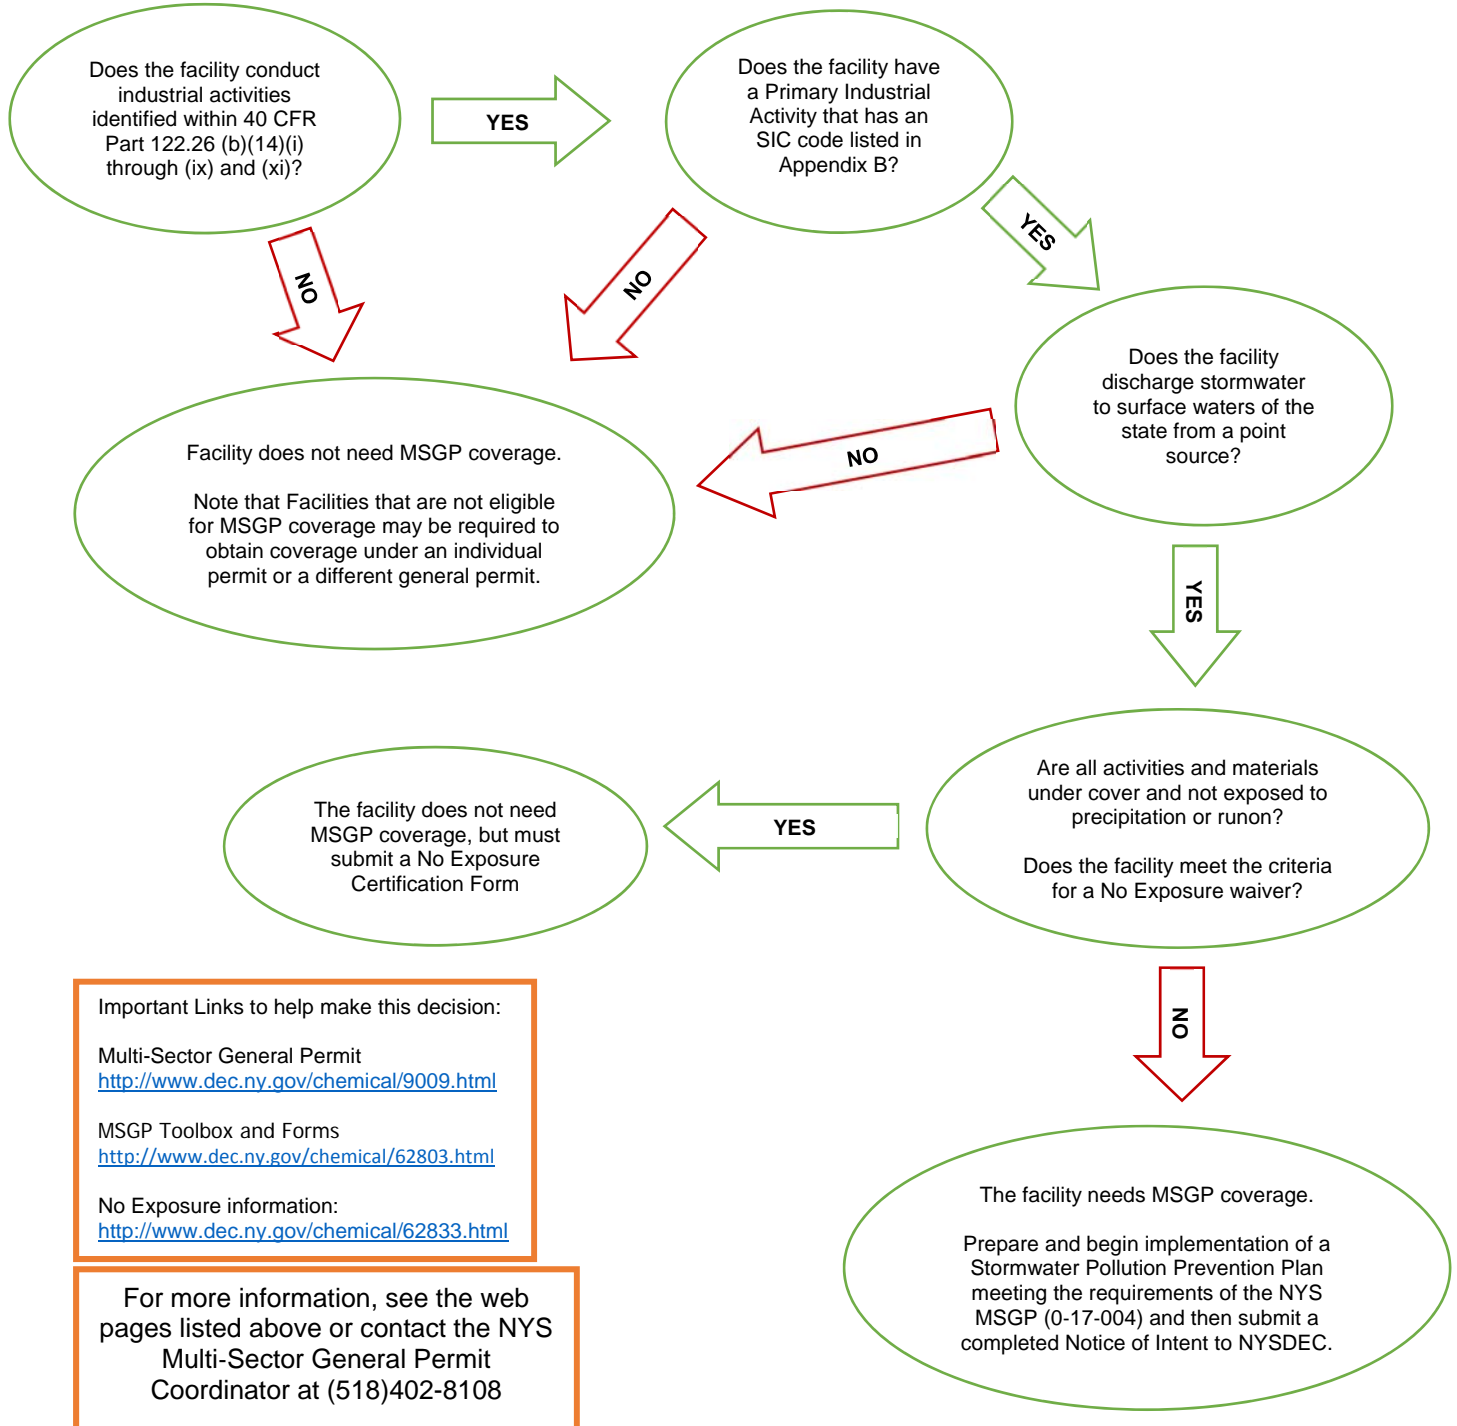 Does the facility conduct
industrial activities
identified within 40 CFR
Part 122.26 (b)(14)(i)
through (ix) and (xi)?
YES
Does the facility have
a Primary Industrial
Activity that has an
SIC code listed in
Appendix B?
NO
NO
YES
Does the facility
discharge stormwater
to surface waters of the
state from a point
source?
NO
Facility does not need MSGP coverage.
Note that Facilities that are not eligible
for MSGP coverage may be required to
obtain coverage under an individual
permit or a different general permit.
YES
Are all activities and materials
under cover and not exposed to
precipitation or runon?
Does the facility meet the criteria
for a No Exposure waiver?
YES
The facility does not need
MSGP coverage, but must
submit a No Exposure
Certification Form
NO
The facility needs MSGP coverage.
Prepare and begin implementation of a
Stormwater Pollution Prevention Plan
meeting the requirements of the NYS
MSGP (0-17-004) and then submit a
completed Notice of Intent to NYSDEC.
Important Links to help make this decision:
Multi-Sector General Permit
http://www.dec.ny.gov/chemical/9009.html
MSGP Toolbox and Forms
http://www.dec.ny.gov/chemical/62803.html
No Exposure information:
http://www.dec.ny.gov/chemical/62833.html
For more information, see the web
pages listed above or contact the NYS
Multi-Sector General Permit
Coordinator at (518)402-8108